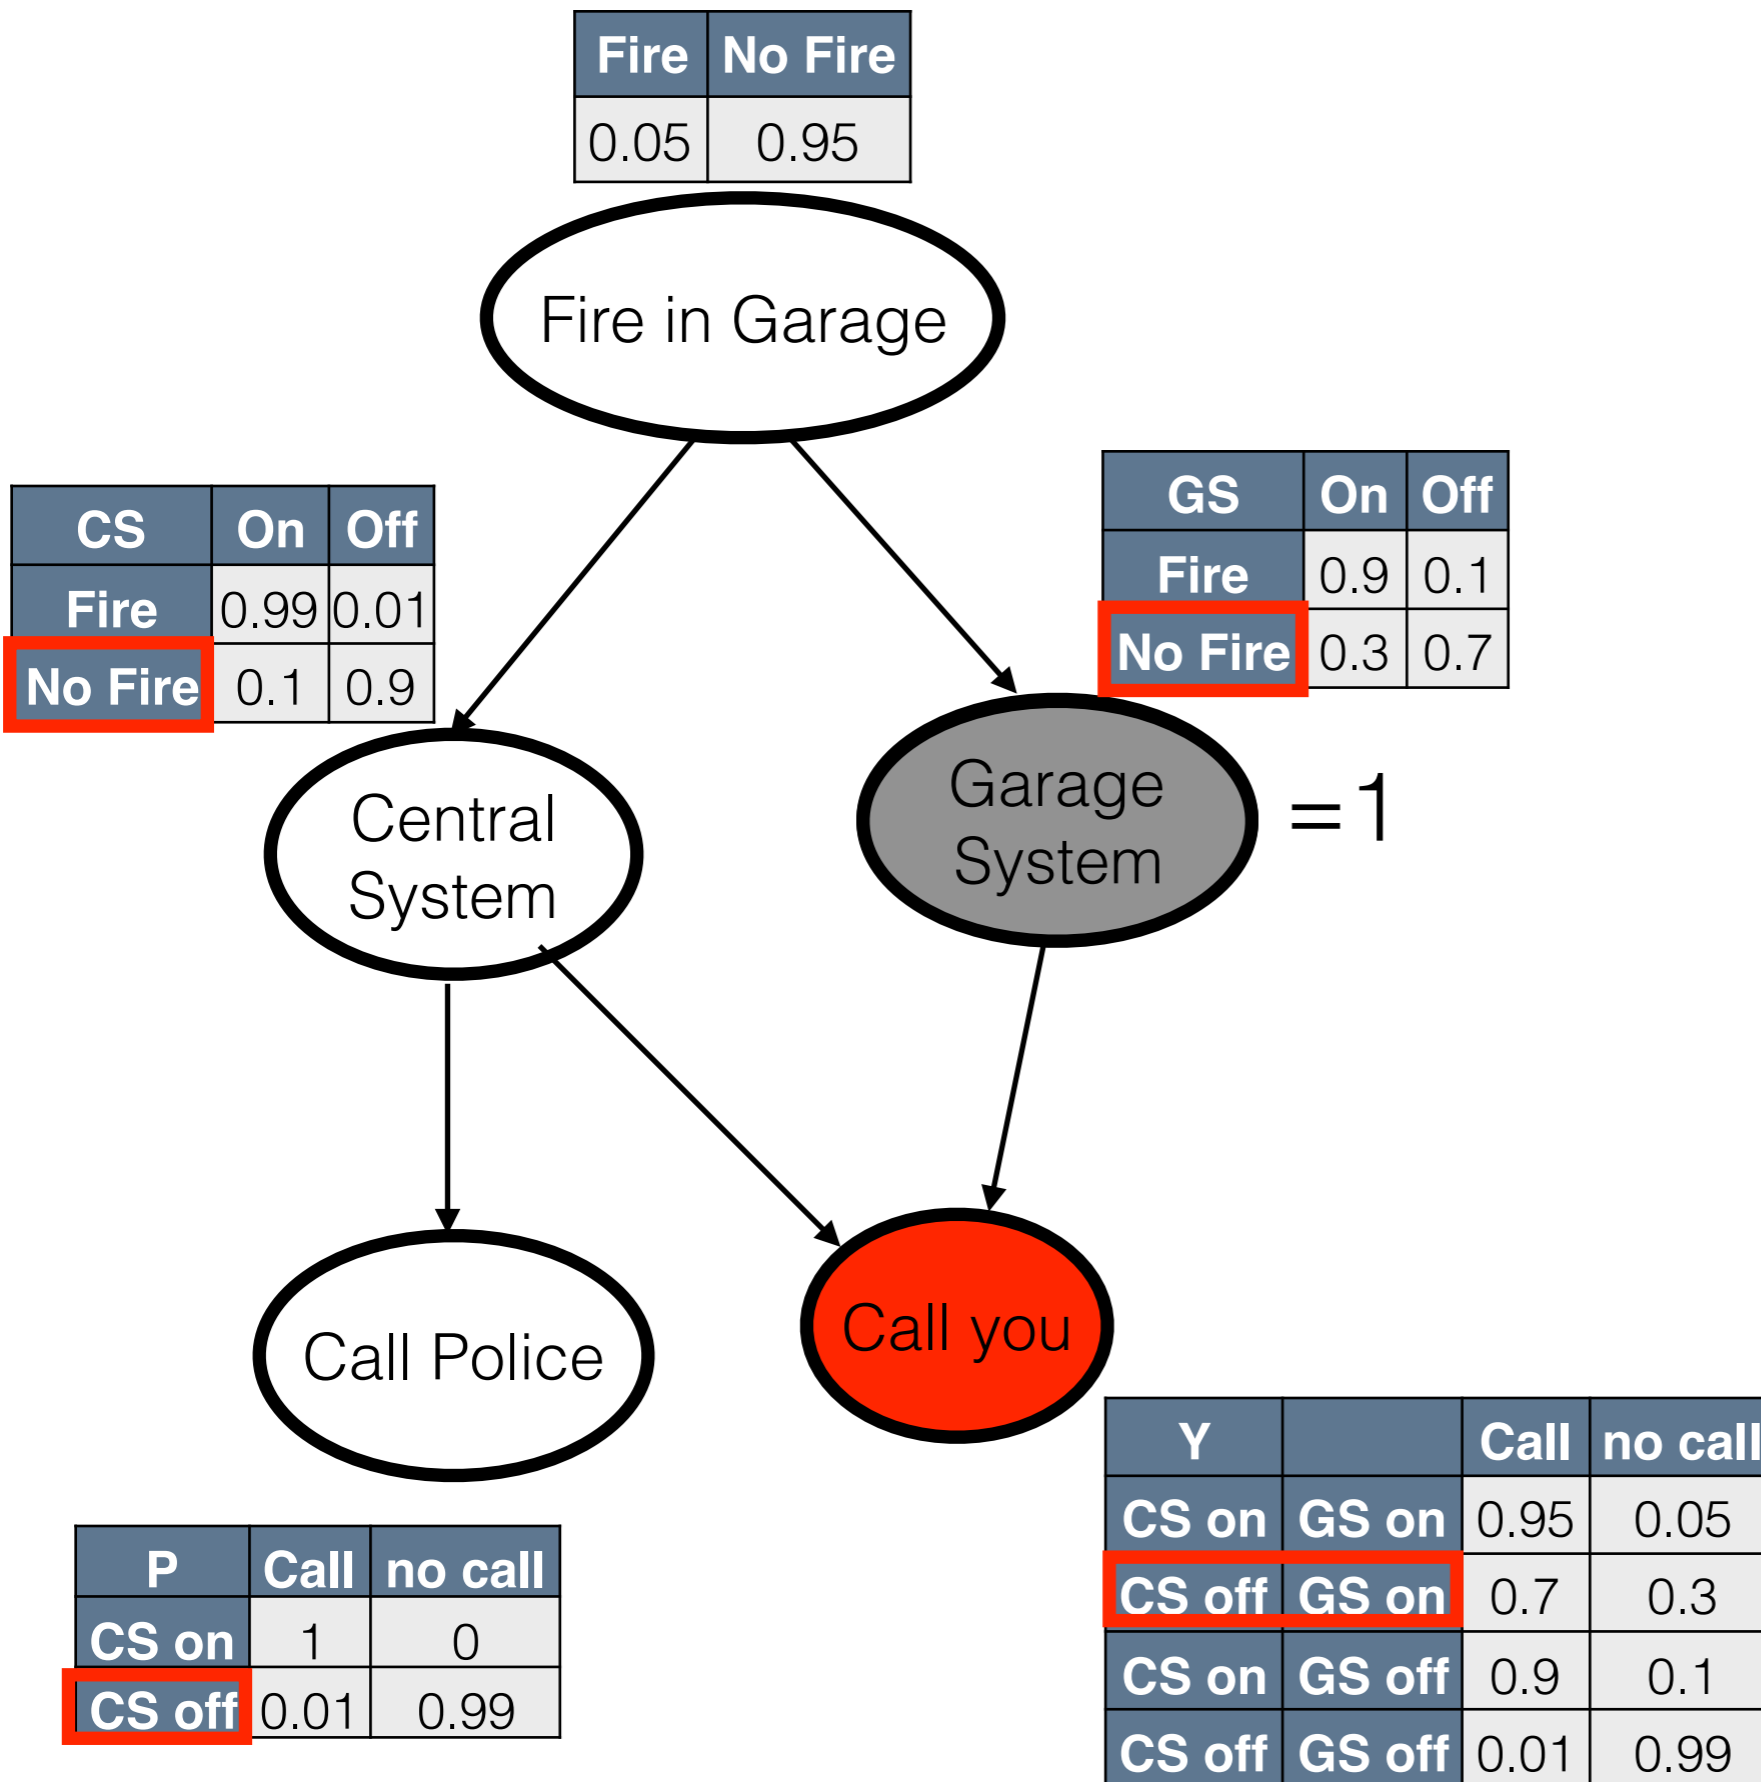 Fire No Fire
0.05 0.95
Fire in Garage
CS On Off
Fire 0.99 0.01
No Fire 0.1 0.9
GS On Off
Fire 0.9 0.1
No Fire 0.3 0.7
Central
System
Garage
System
=1
Call Police
Call you
P Call no call
CS on 1 0
CS off 0.01 0.99
Y Call no call
CS on GS on 0.95 0.05
CS off GS on 0.7 0.3
CS on GS off 0.9 0.1
CS off GS off 0.01 0.99